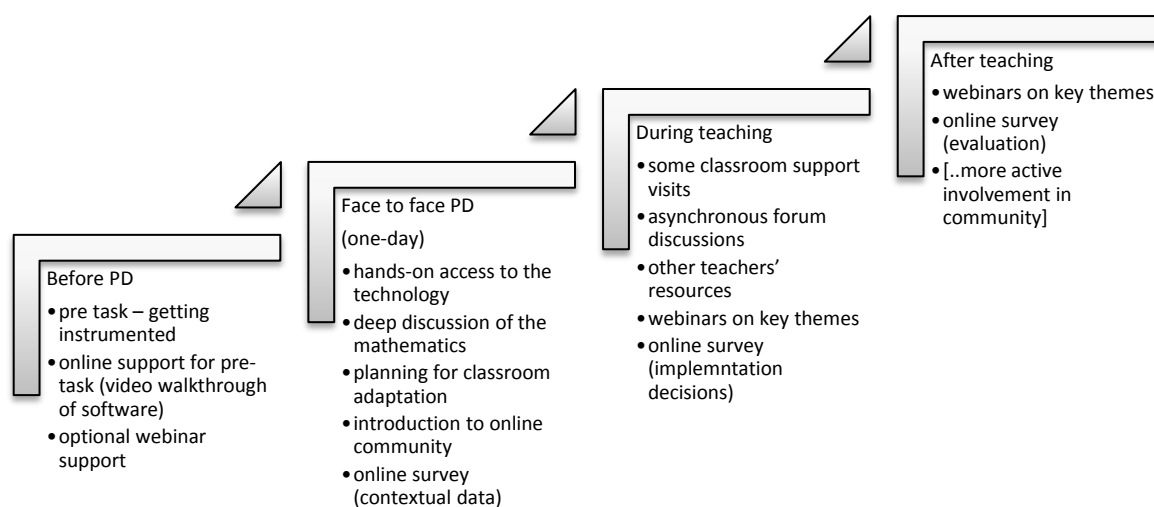 Before PD
•pre task – getting
instrumented
•online support for pre-
task (video walkthrough
of software)
•optional webinar
support
Face to face PD
(one-day)
•hands-on access to the
technology
•deep discussion of the
mathematics
•planning for classroom
adaptation
•introduction to online
community
•online survey
(contextual data)
During teaching
•some classroom support
visits
•asynchronous forum
discussions
•other teachers’
resources
•webinars on key themes
•online survey
(implemntation
decisions)
After teaching
•webinars on key themes
•online survey
(evaluation)
•[..more active
involvement in
community]